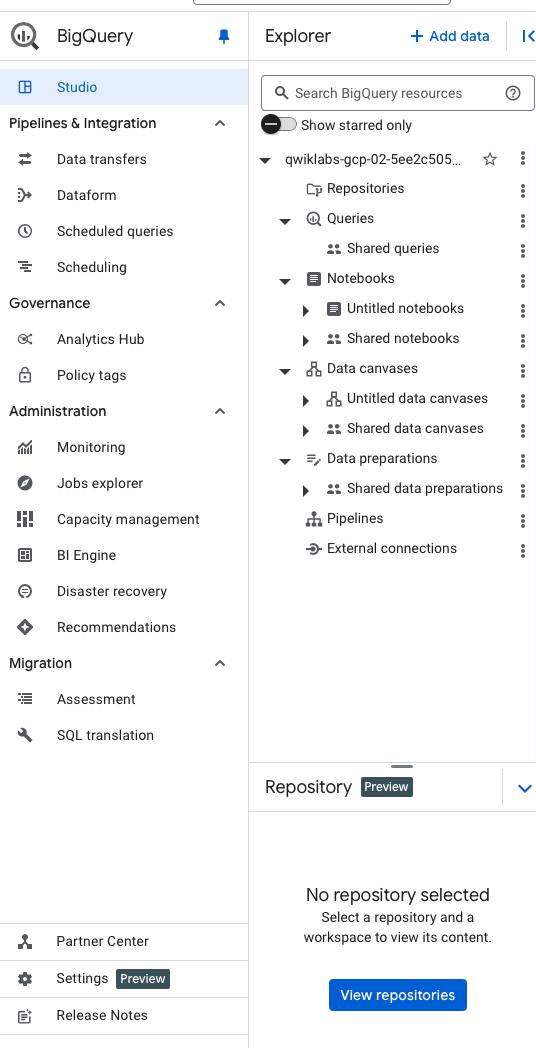 BigQuery
Studio
Pipelines & Integration
Data transfers
Dataform
Scheduled queries
Scheduling
Governance
Analytics Hub
Policy tags
Administration
Monitoring
Jobs explorer
Capacity management
BI Engine
Disaster recovery
Recommendations
Migration
Assessment
SQL translation
Partner Center
Settings Preview
Release Notes
Explorer
+ Add data
Search BigQuery resources
Show starred only
qwiklabs-gcp-02-5ee2c505...
Repositories
Queries
Shared queries
Notebooks
Untitled notebooks
Shared notebooks
Data canvases
Untitled data canvases
Shared data canvases
Data preparations
Shared data preparations
Pipelines
External connections
Repository Preview
No repository selected
Select a repository and a
workspace to view its content.
View repositories